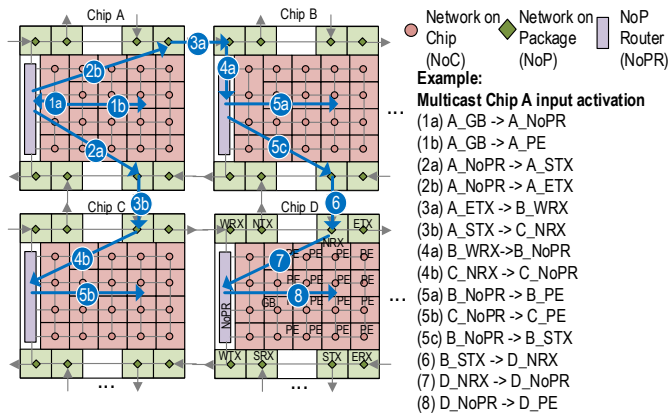 Chip A
Chip B
Network on Chip (NoC)
Network on Package (NoP)
NoP Router (NoPR)
Example:
Multicast Chip A input activation
(1a) A_GB -> A_NoPR
(1b) A_GB -> A_PE
(2a) A_NoPR -> A_STX
(2b) A_NoPR -> A_ETX
(3a) A_ETX -> B_WRX
(3b) A_STX -> C_NRX
(4a) B_WRX->B_NoPR
(4b) C_NRX -> C_NoPR
(5a) B_NoPR -> B_PE
(5b) C_NoPR -> C_PE
(5c) B_NoPR -> B_STX
(6) B_STX -> D_NRX
(7) D_NRX -> D_NoPR
(8) D_NoPR -> D_PE
3a
2b
4a
1a
1b
5a
2a
5c
...
3b
6
Chip C
Chip D
WRX NTX ETX
NRX
4b
7
PE PE PE
5b
8
PE PE PE
GB
PE PE PE PE
PE PE PE PE
NoPR
...
WTX SRX STX ERX
...
...